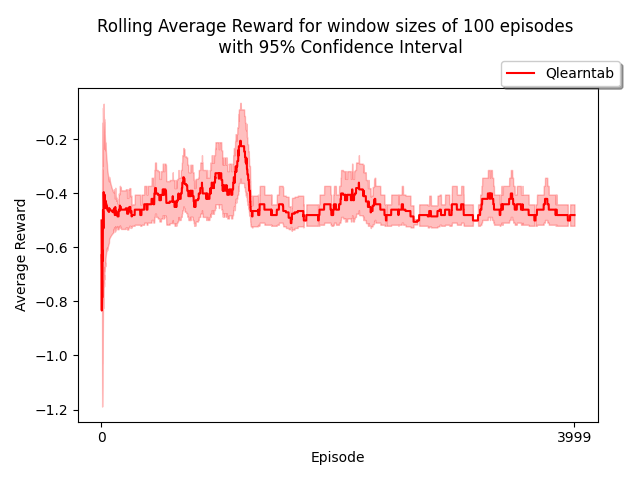 Rolling Average Reward for window sizes of 100 episodes
with 95% Confidence Interval
Qlearntab
−0.2
−0.4
−0.6
−0.8
−1.0
−1.2
Average Reward
0
3999
Episode